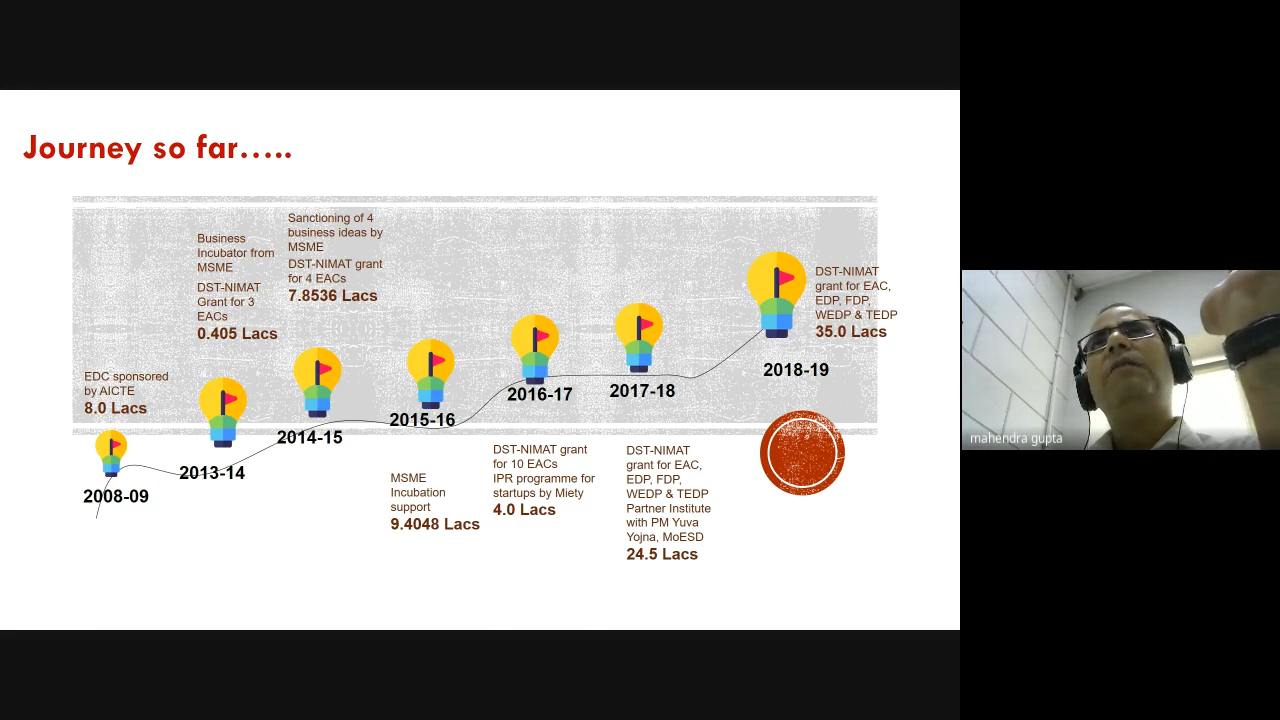 Journey so far…..
EDC sponsored
by AICTE
8.0 Lacs
2008-09
Business
Incubator from
MSME
DST-NIMAT
Grant for 3
EACs
0.405 Lacs
2013-14
Sanctioning of 4
business ideas by
MSME
DST-NIMAT grant
for 4 EACs
7.8536 Lacs
2014-15
2015-16
MSME
Incubation
support
9.4048 Lacs
2016-17
DST-NIMAT grant
for 10 EACs
IPR programme for
startups by Miety
4.0 Lacs
2017-18
DST-NIMAT
grant for EAC,
EDP, FDP,
WEDP & TEDP
Partner Institute
with PM Yuva
Yojna, MoESD
24.5 Lacs
DST-NIMAT
grant for EAC,
EDP, FDP,
WEDP & TEDP
35.0 Lacs
2018-19
mahendra gupta